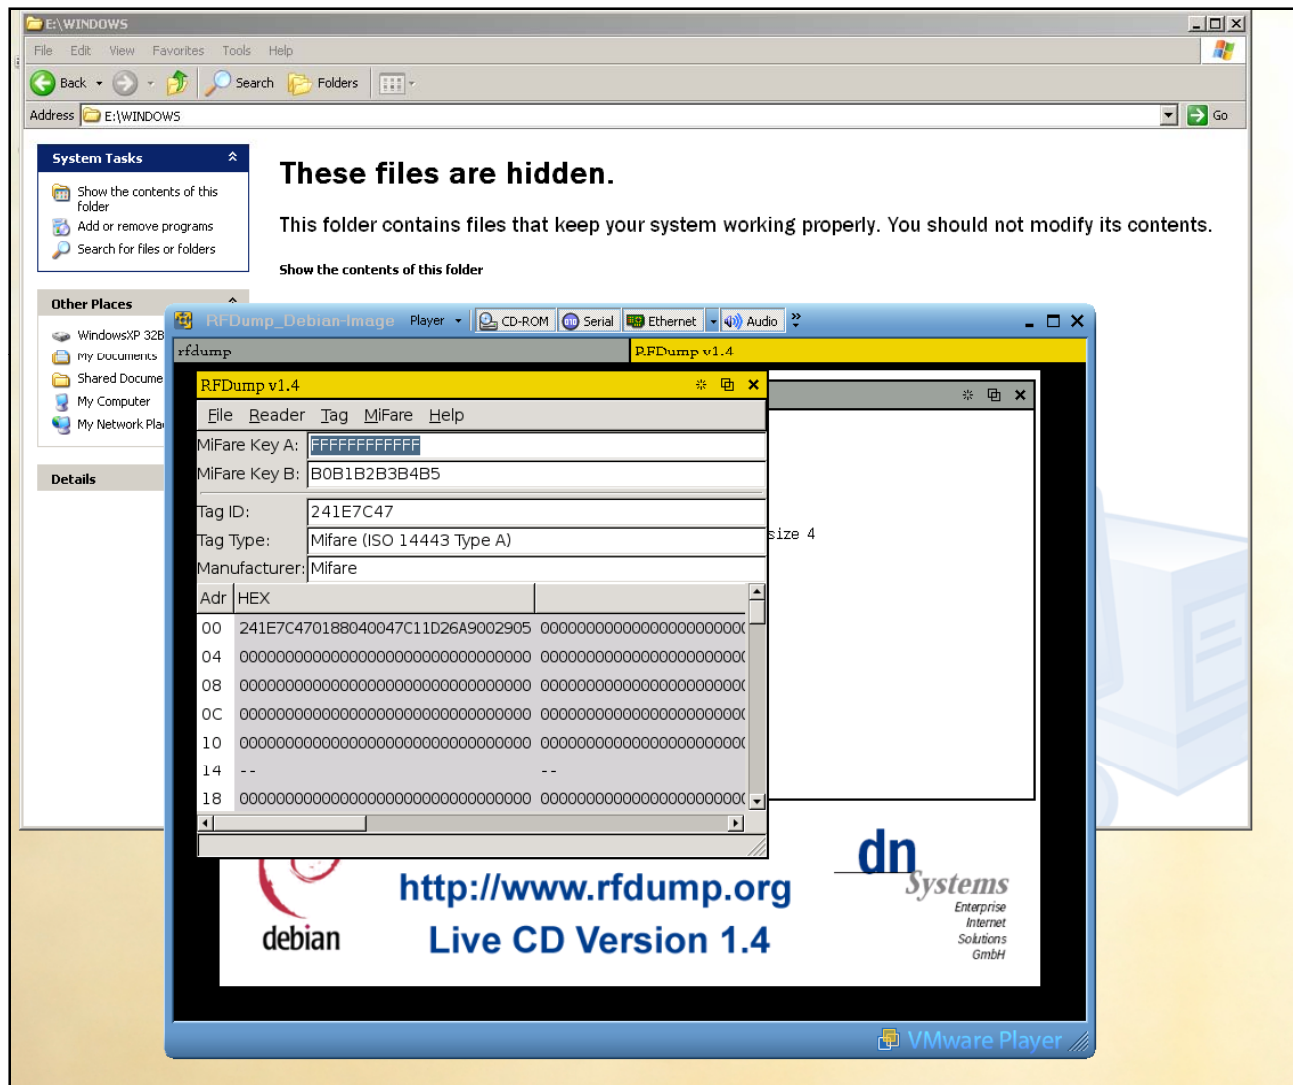 E:\WINDOWS
File Edit View Favorites Tools Help
Back Search Folders
Address E:\WINDOWS Go
System Tasks
Show the contents of this
folder
Add or remove programs
Search for files or folders
These files are hidden.
This folder contains files that keep your system working properly. You should not modify its contents.
Show the contents of this folder
Other Places
WindowsXP 32B
My Documents
Shared Docume
My Computer
My Network Pla
Details
RFDump_Debian-Image Player CD-ROM Serial Ethernet Audio
rfdump RFDump v1.4
RFDump v1.4
File Reader Tag MiFare Help
MiFare Key A: FFFFFFFFFFFF
MiFare Key B: B0B1B2B3B4B5
Tag ID: 241E7C47
Tag Type: Mifare (ISO 14443 Type A)
size 4
Manufacturer: Mifare
Adr HEX
00 241E7C470188040047C11D26A9002905 000000000000000000000000
04 00000000000000000000000000000000 000000000000000000000000
08 00000000000000000000000000000000 000000000000000000000000
0C 00000000000000000000000000000000 000000000000000000000000
10 00000000000000000000000000000000 000000000000000000000000
14 -- --
18 00000000000000000000000000000000 000000000000000000000000
debian
http://www.rfdump.org
Live CD Version 1.4
dn
Systems
Enterprise
Internet
Solutions
GmbH
VMware Player